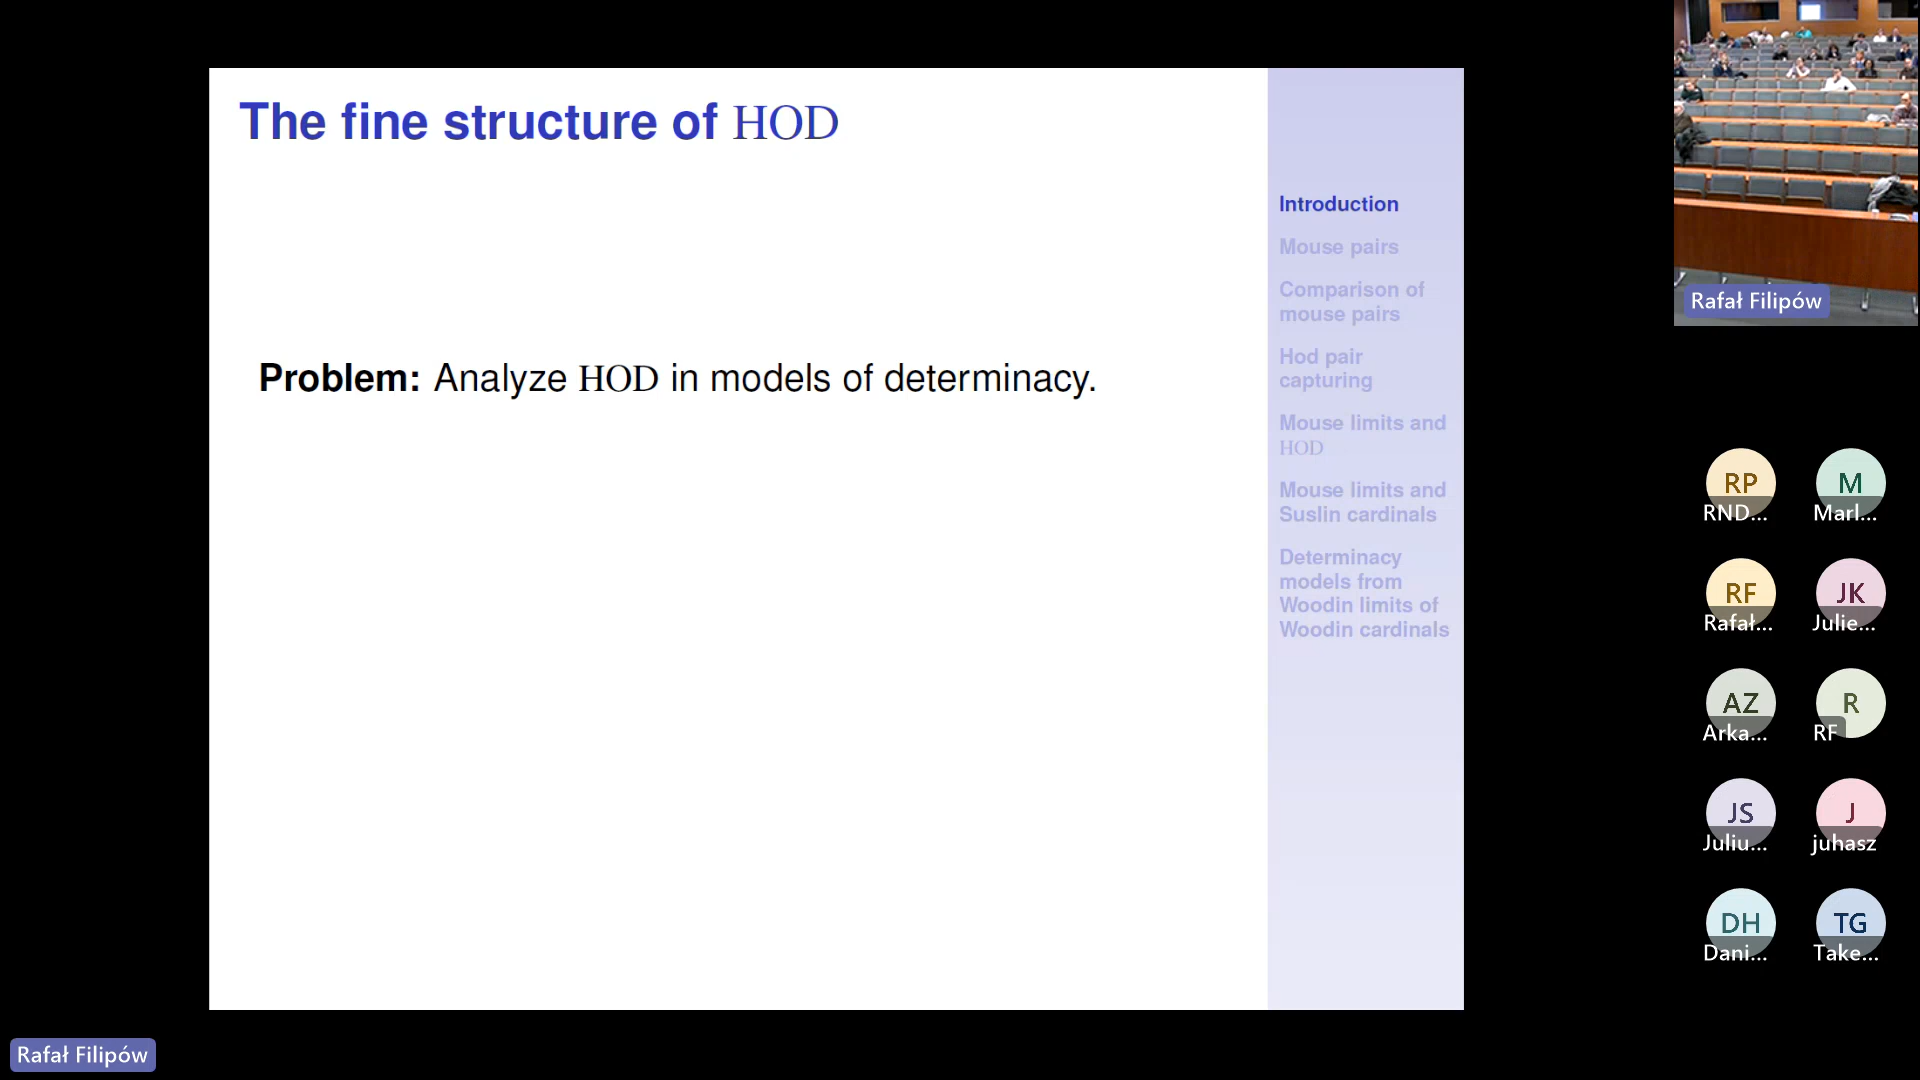 The fine structure of HOD
Problem: Analyze HOD in models of determinacy.
Introduction
Mouse pairs
Comparison of
mouse pairs
Hod pair
capturing
Mouse limits and
HOD
Mouse limits and
Suslin cardinals
Determinacy
models from
Woodin limits of
Woodin cardinals
Rafał Filipów
RP
RND...
M
Marl...
RF
Rafał...
JK
Julie...
AZ
Arka...
R
RF
JS
Juliu...
J
juhasz
DH
Dani...
TG
Take...
Rafał Filipów